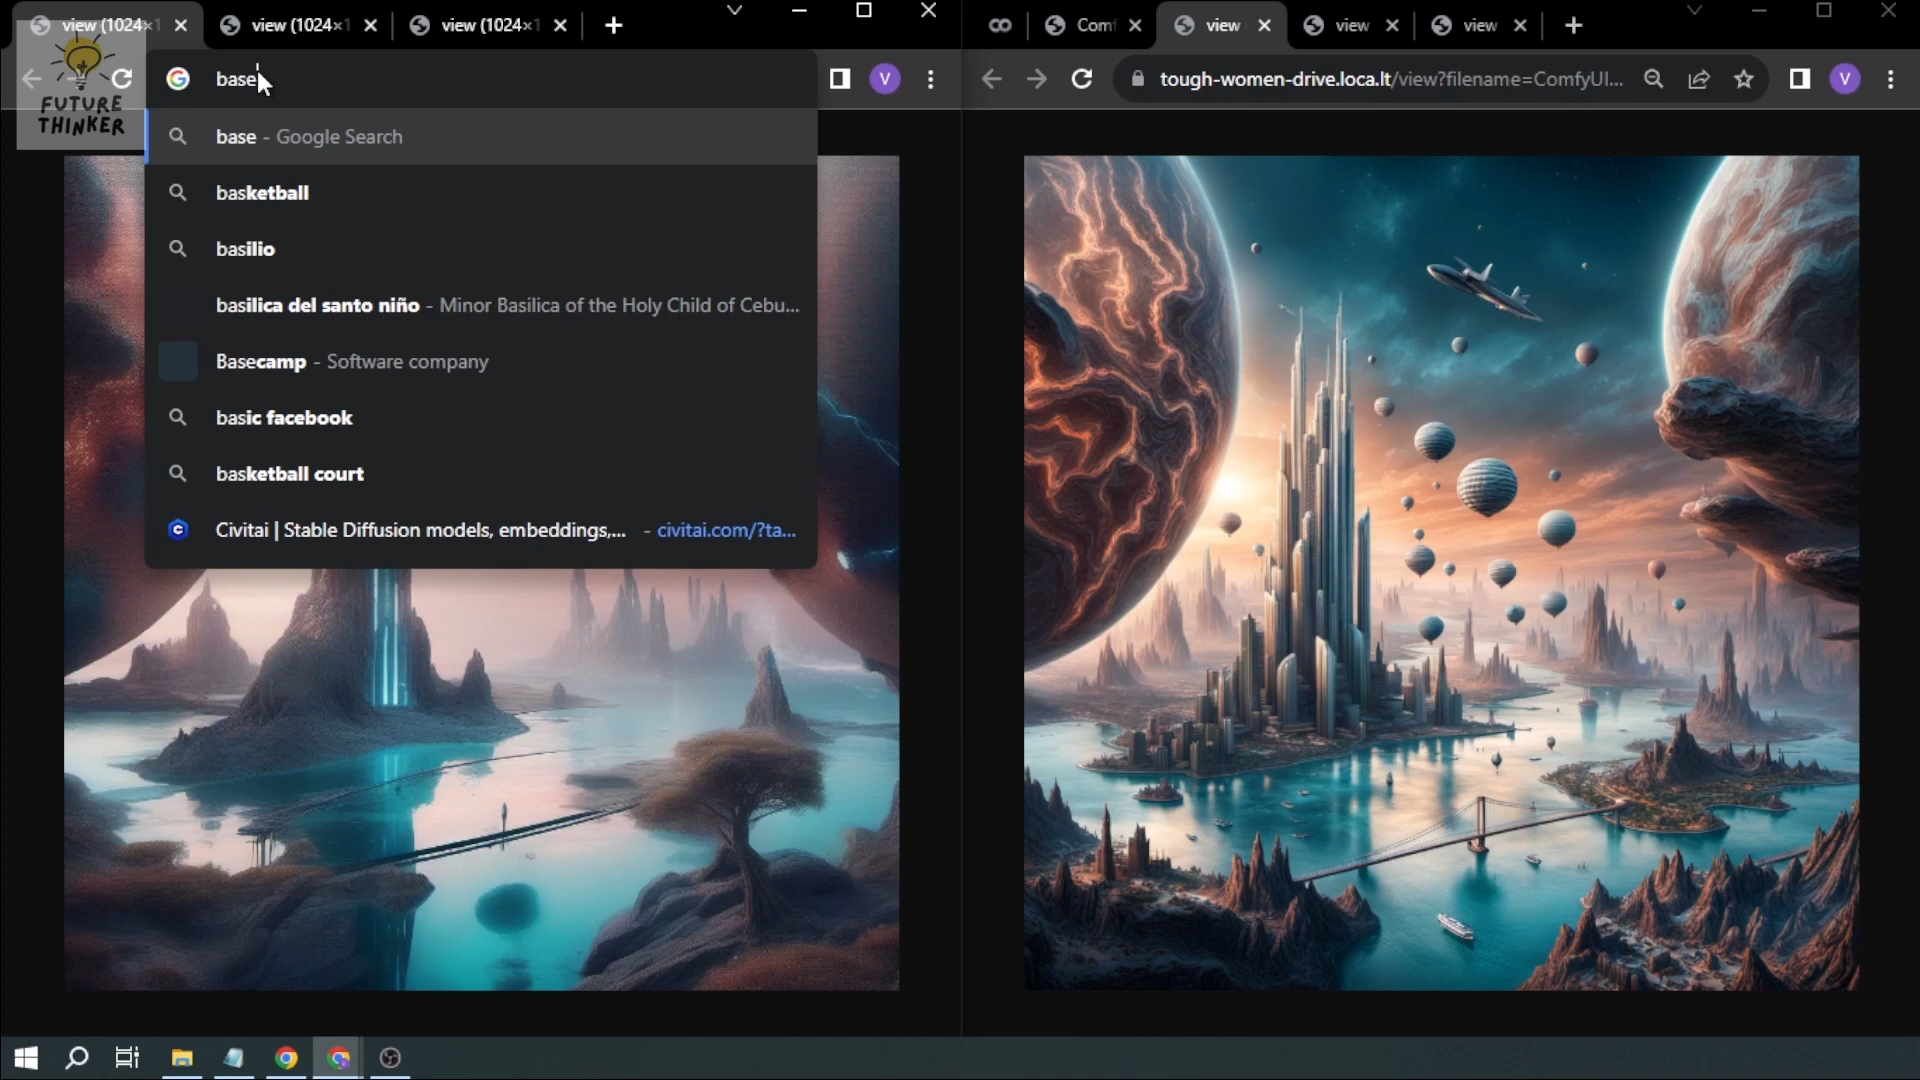 view (1024×1
view (1024×1
view (1024×1
Com
view
view
view
base
V
tough-women-drive.loca.lt/view?filename=ComfyUI...
V
FUTURE
THINKER
base - Google Search
basketball
basilio
basilica del santo niño - Minor Basilica of the Holy Child of Cebu...
Basecamp - Software company
basic facebook
basketball court
Civitai | Stable Diffusion models, embeddings,... - civitai.com/?ta...